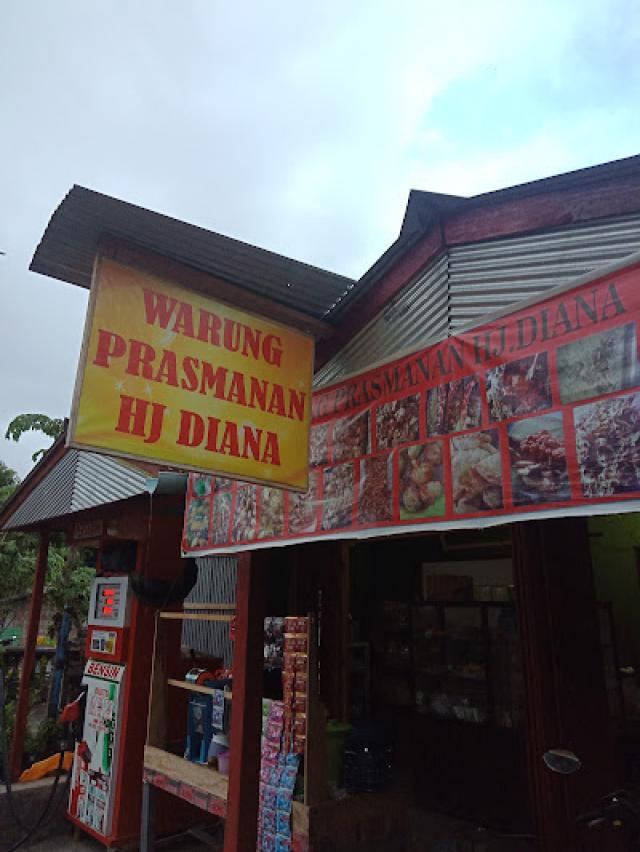 WARUNG
PRASMANAN
HJ DIANA
PRASMANAN HJ.DIANA
BENSIN